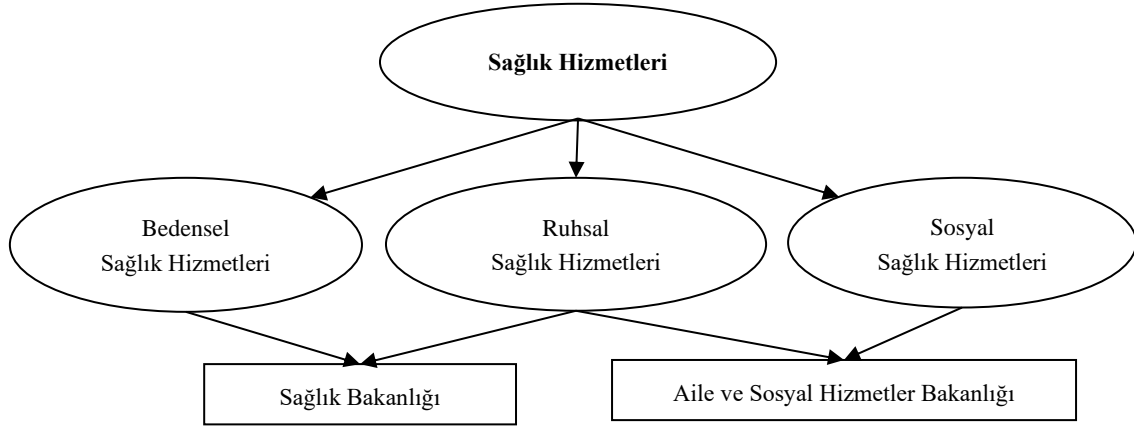 Sağlık Hizmetleri
Bedensel
Sağlık Hizmetleri
Ruhsal
Sağlık Hizmetleri
Sosyal
Sağlık Hizmetleri
Sağlık Bakanlığı
Aile ve Sosyal Hizmetler Bakanlığı